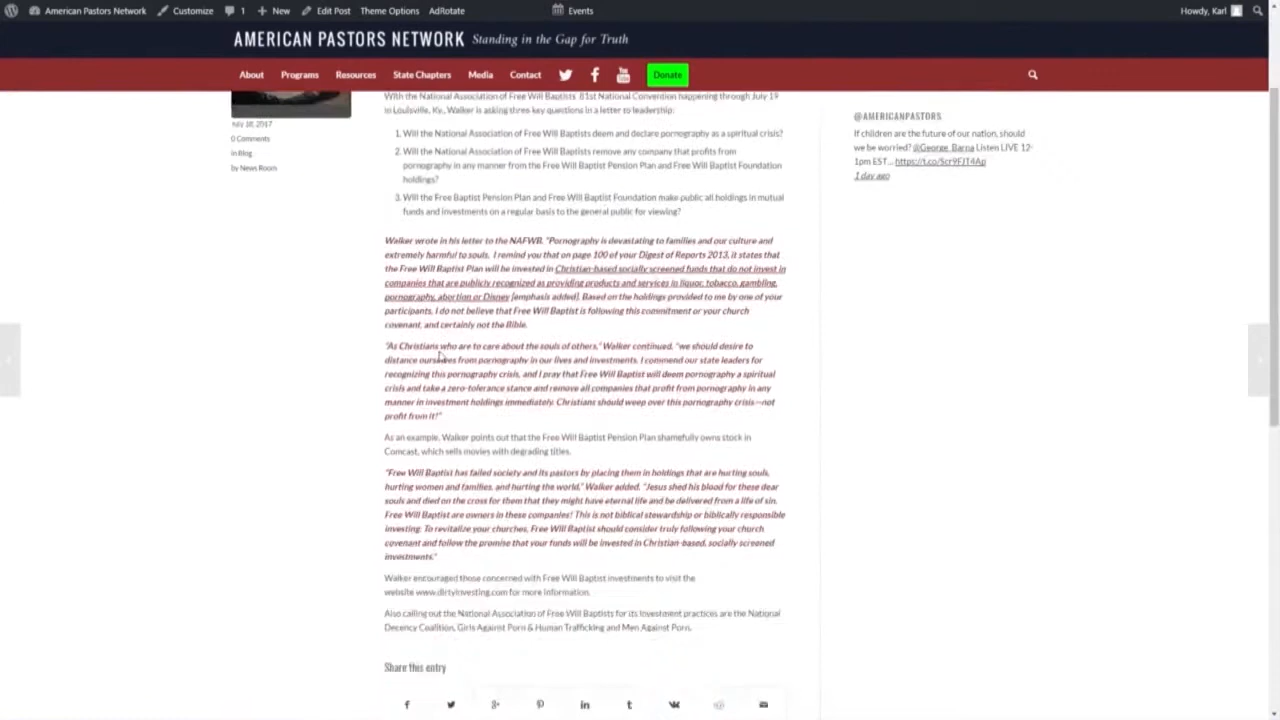 American Pastors Network Customize 1 New Edit Post Theme Options AdRotate Events Howdy, Karl
AMERICAN PASTORS NETWORK Standing in the Gap for Truth
About Programs Resources State Chapters Media Contact Donate
July 18, 2017
0 Comments
in Blog
by News Room
With the National Association of Free Will Baptists 81st National Convention happening through July 19
in Louisville, Ky., Walker is asking three key questions in a letter to leadership:
1. Will the National Association of Free Will Baptists deem and declare pornography as a spiritual crisis?
2. Will the National Association of Free Will Baptists remove any company that profits from
pornography in any manner from the Free Will Baptist Pension Plan and Free Will Baptist Foundation
holdings?
3. Will the Free Baptist Pension Plan and Free Will Baptist Foundation make public all holdings in mutual
funds and investments on a regular basis to the general public for viewing?
Walker wrote in his letter to the NAFWB, "Pornography is devastating to families and our culture and
extremely harmful to souls. I remind you that on page 100 of your Digest of Reports 2013, it states that
the Free Will Baptist Plan will be invested in Christian-based socially screened funds that do not invest in
companies that are publicly recognized as providing products and services in liquor, tobacco, gambling,
pornography, abortion or Disney [emphasis added]. Based on the holdings provided to me by one of your
participants, I do not believe that Free Will Baptist is following this commitment or your church
covenant, and certainly not the Bible.
"As Christians who are to care about the souls of others," Walker continued, "we should desire to
distance ourselves from pornography in our lives and investments. I commend our state leaders for
recognizing this pornography crisis, and I pray that Free Will Baptist will deem pornography a spiritual
crisis and take a zero-tolerance stance and remove all companies that profit from pornography in any
manner in investment holdings immediately. Christians should weep over this pornography crisis—not
profit from it!"
As an example, Walker points out that the Free Will Baptist Pension Plan shamefully owns stock in
Comcast, which sells movies with degrading titles.
"Free Will Baptist has failed society and its pastors by placing them in holdings that are hurting souls,
hurting women and families, and hurting the world," Walker added. "Jesus shed his blood for these dear
souls and died on the cross for them that they might have eternal life and be delivered from a life of sin.
Free Will Baptist are owners in these companies! This is not biblical stewardship or biblically responsible
investing. To revitalize your churches, Free Will Baptist should consider truly following your church
covenant and follow the promise that your funds will be invested in Christian-based, socially screened
investments."
Walker encouraged those concerned with Free Will Baptist investments to visit the
website www.dirtyinvesting.com for more information.
Also calling out the National Association of Free Will Baptists for its investment practices are the National
Decency Coalition, Girls Against Porn & Human Trafficking and Men Against Porn.
Share this entry
@AMERICANPASTORS
If children are the future of our nation, should
we be worried? @George_Barna Listen LIVE 12-
1pm EST... https://t.co/Scr9FJT4Ap
1 day ago